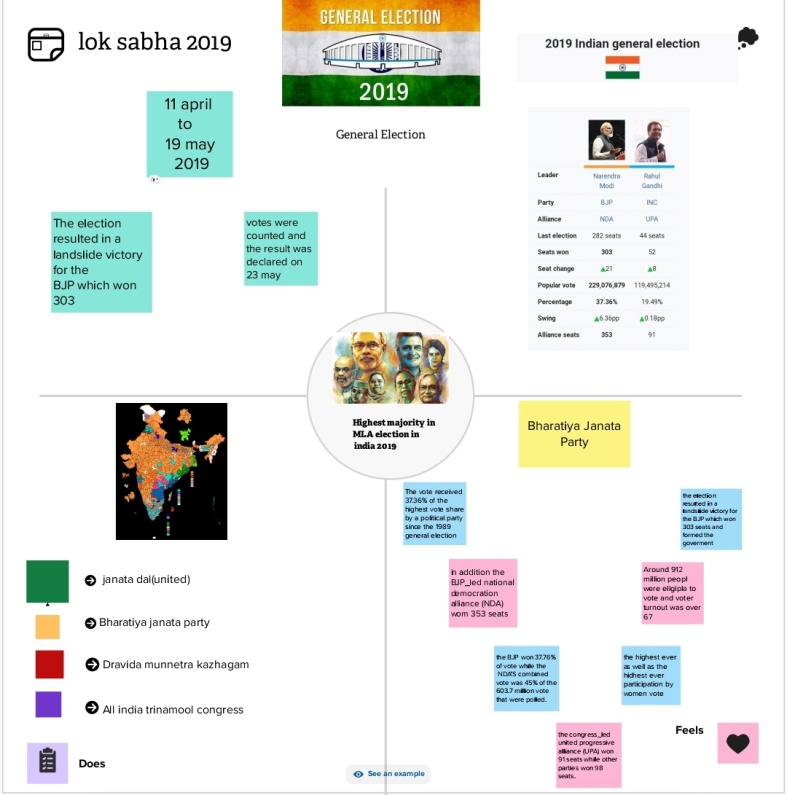 lok sabha 2019
GENERAL ELECTION
2019
General Election
2019 Indian general election
11 april
to
19 may
2019
The election
resulted in a
landslide victory
for the
BJP which won
303
votes were
counted and
the result was
declared on
23 may
Leader
Narendra Modi
Rahul Gandhi
Party BJP INC
Alliance NDA UPA
Last election 282 seats 44 seats
Seats won 303 52
Seat change ▲21 ▲8
Popular vote 229,076,879 119,495,214
Percentage 37.36% 19.49%
Swing ▲6.36pp ▲0.18pp
Alliance seats 353 91
Highest majority in
MLA election in
india 2019
janata dal(united)
Bharatiya janata party
Dravida munnetra kazhagam
All india trinamool congress
Does
Bharatiya Janata
Party
The vote received
37.36% of the
highest vote share
by a political party
since the 1989
general election
the election
resulted in a
landslide victory for
the BJP which won
303 seats and
formed the
goverment
in addition the
BJP_led national
democration
alliance (NDA)
wom 353 seats
Around 912
million peopl
were eligipla to
vote and voter
turnout was over
67
the BJP won 37.76%
of vote while the
NDA'S combined
vote was 45% of the
603.7 million vote
that were polled.
the highest ever
as well as the
hidhest ever
participation by
women vote
the congress_led
united progressive
alliance (UPA) won
91 seats while other
parties won 98
seats.
Feels
See an example